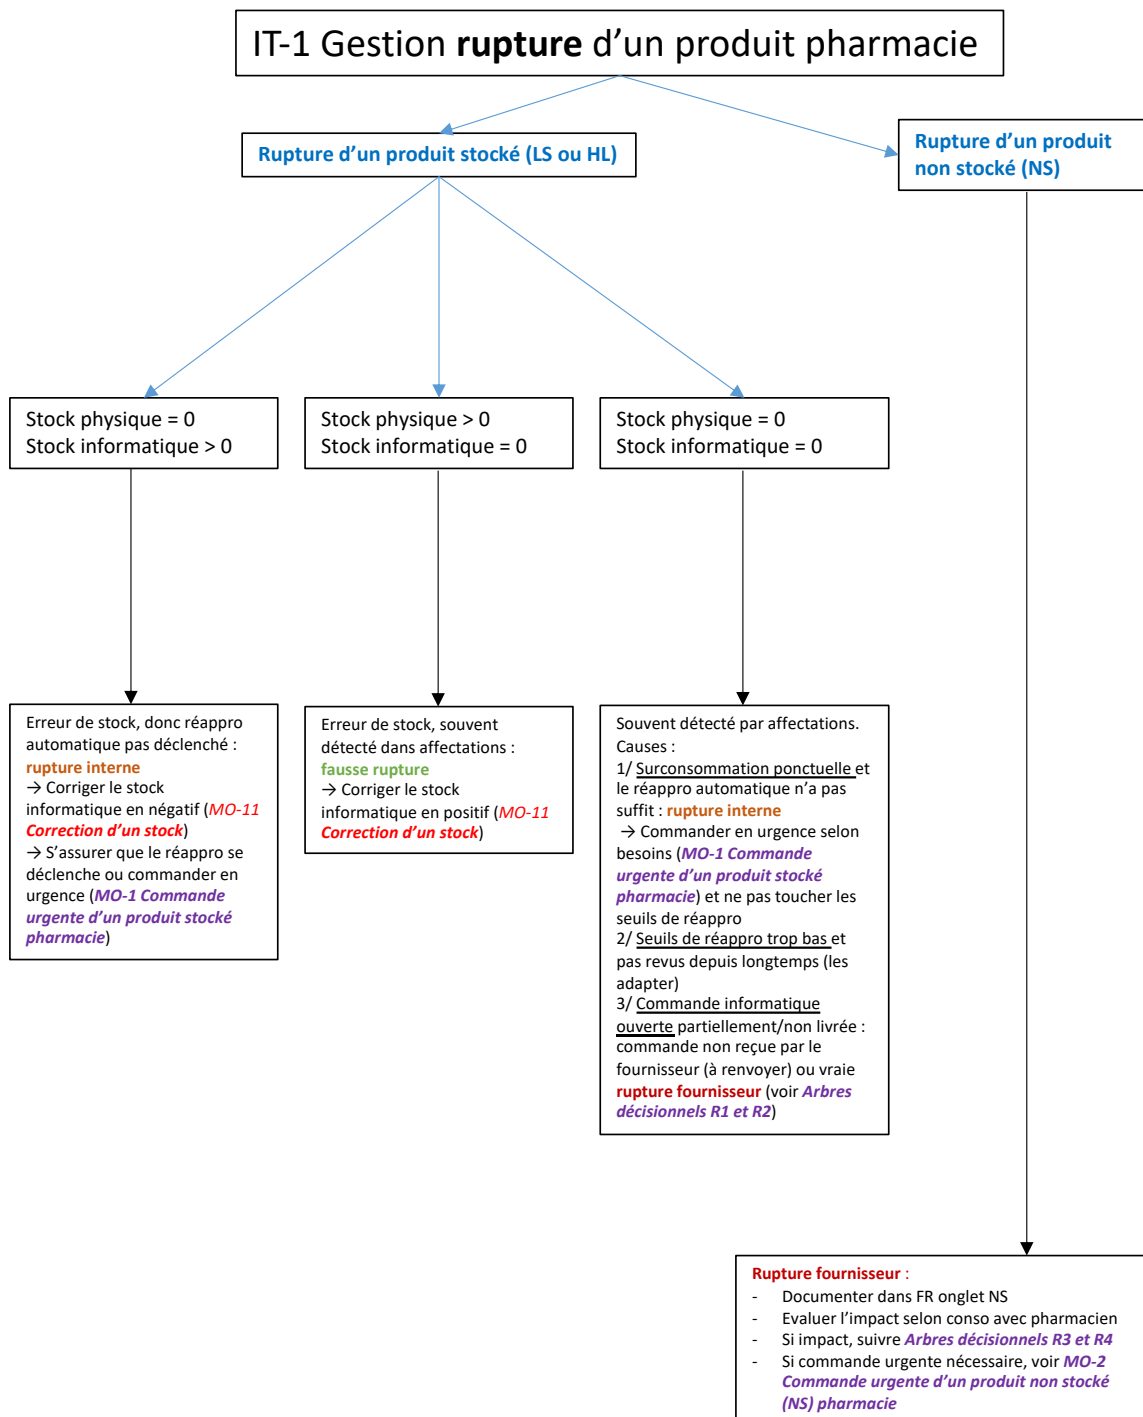 IT-1 Gestion rupture d’un produit pharmacie
Rupture d’un produit stocké (LS ou HL)
Rupture d’un produit
non stocké (NS)
Stock physique = 0
Stock informatique > 0
Stock physique > 0
Stock informatique = 0
Stock physique = 0
Stock informatique = 0
Erreur de stock, donc réappro
automatique pas déclenché :
rupture interne
→ Corriger le stock
informatique en négatif (MO-11
Correction d’un stock)
→ S’assurer que le réappro se
déclenche ou commander en
urgence (MO-1 Commande
urgente d’un produit stocké
pharmacie)
Erreur de stock, souvent
détecté dans affectations :
fausse rupture
→ Corriger le stock
informatique en positif (MO-11
Correction d’un stock)
Souvent détecté par affectations.
Causes :
1/ Surconsommation ponctuelle et
le réappro automatique n’a pas
suffit : rupture interne
→ Commander en urgence selon
besoins (MO-1 Commande
urgente d’un produit stocké
pharmacie) et ne pas toucher les
seuils de réappro
2/ Seuils de réappro trop bas et
pas revus depuis longtemps (les
adapter)
3/ Commande informatique
ouverte partiellement/non livrée :
commande non reçue par le
fournisseur (à renvoyer) ou vraie
rupture fournisseur (voir Arbres
décisionnels R1 et R2)
Rupture fournisseur :
- Documenter dans FR onglet NS
- Evaluer l’impact selon conso avec pharmacien
- Si impact, suivre Arbres décisionnels R3 et R4
- Si commande urgente nécessaire, voir MO-2
Commande urgente d’un produit non stocké
(NS) pharmacie